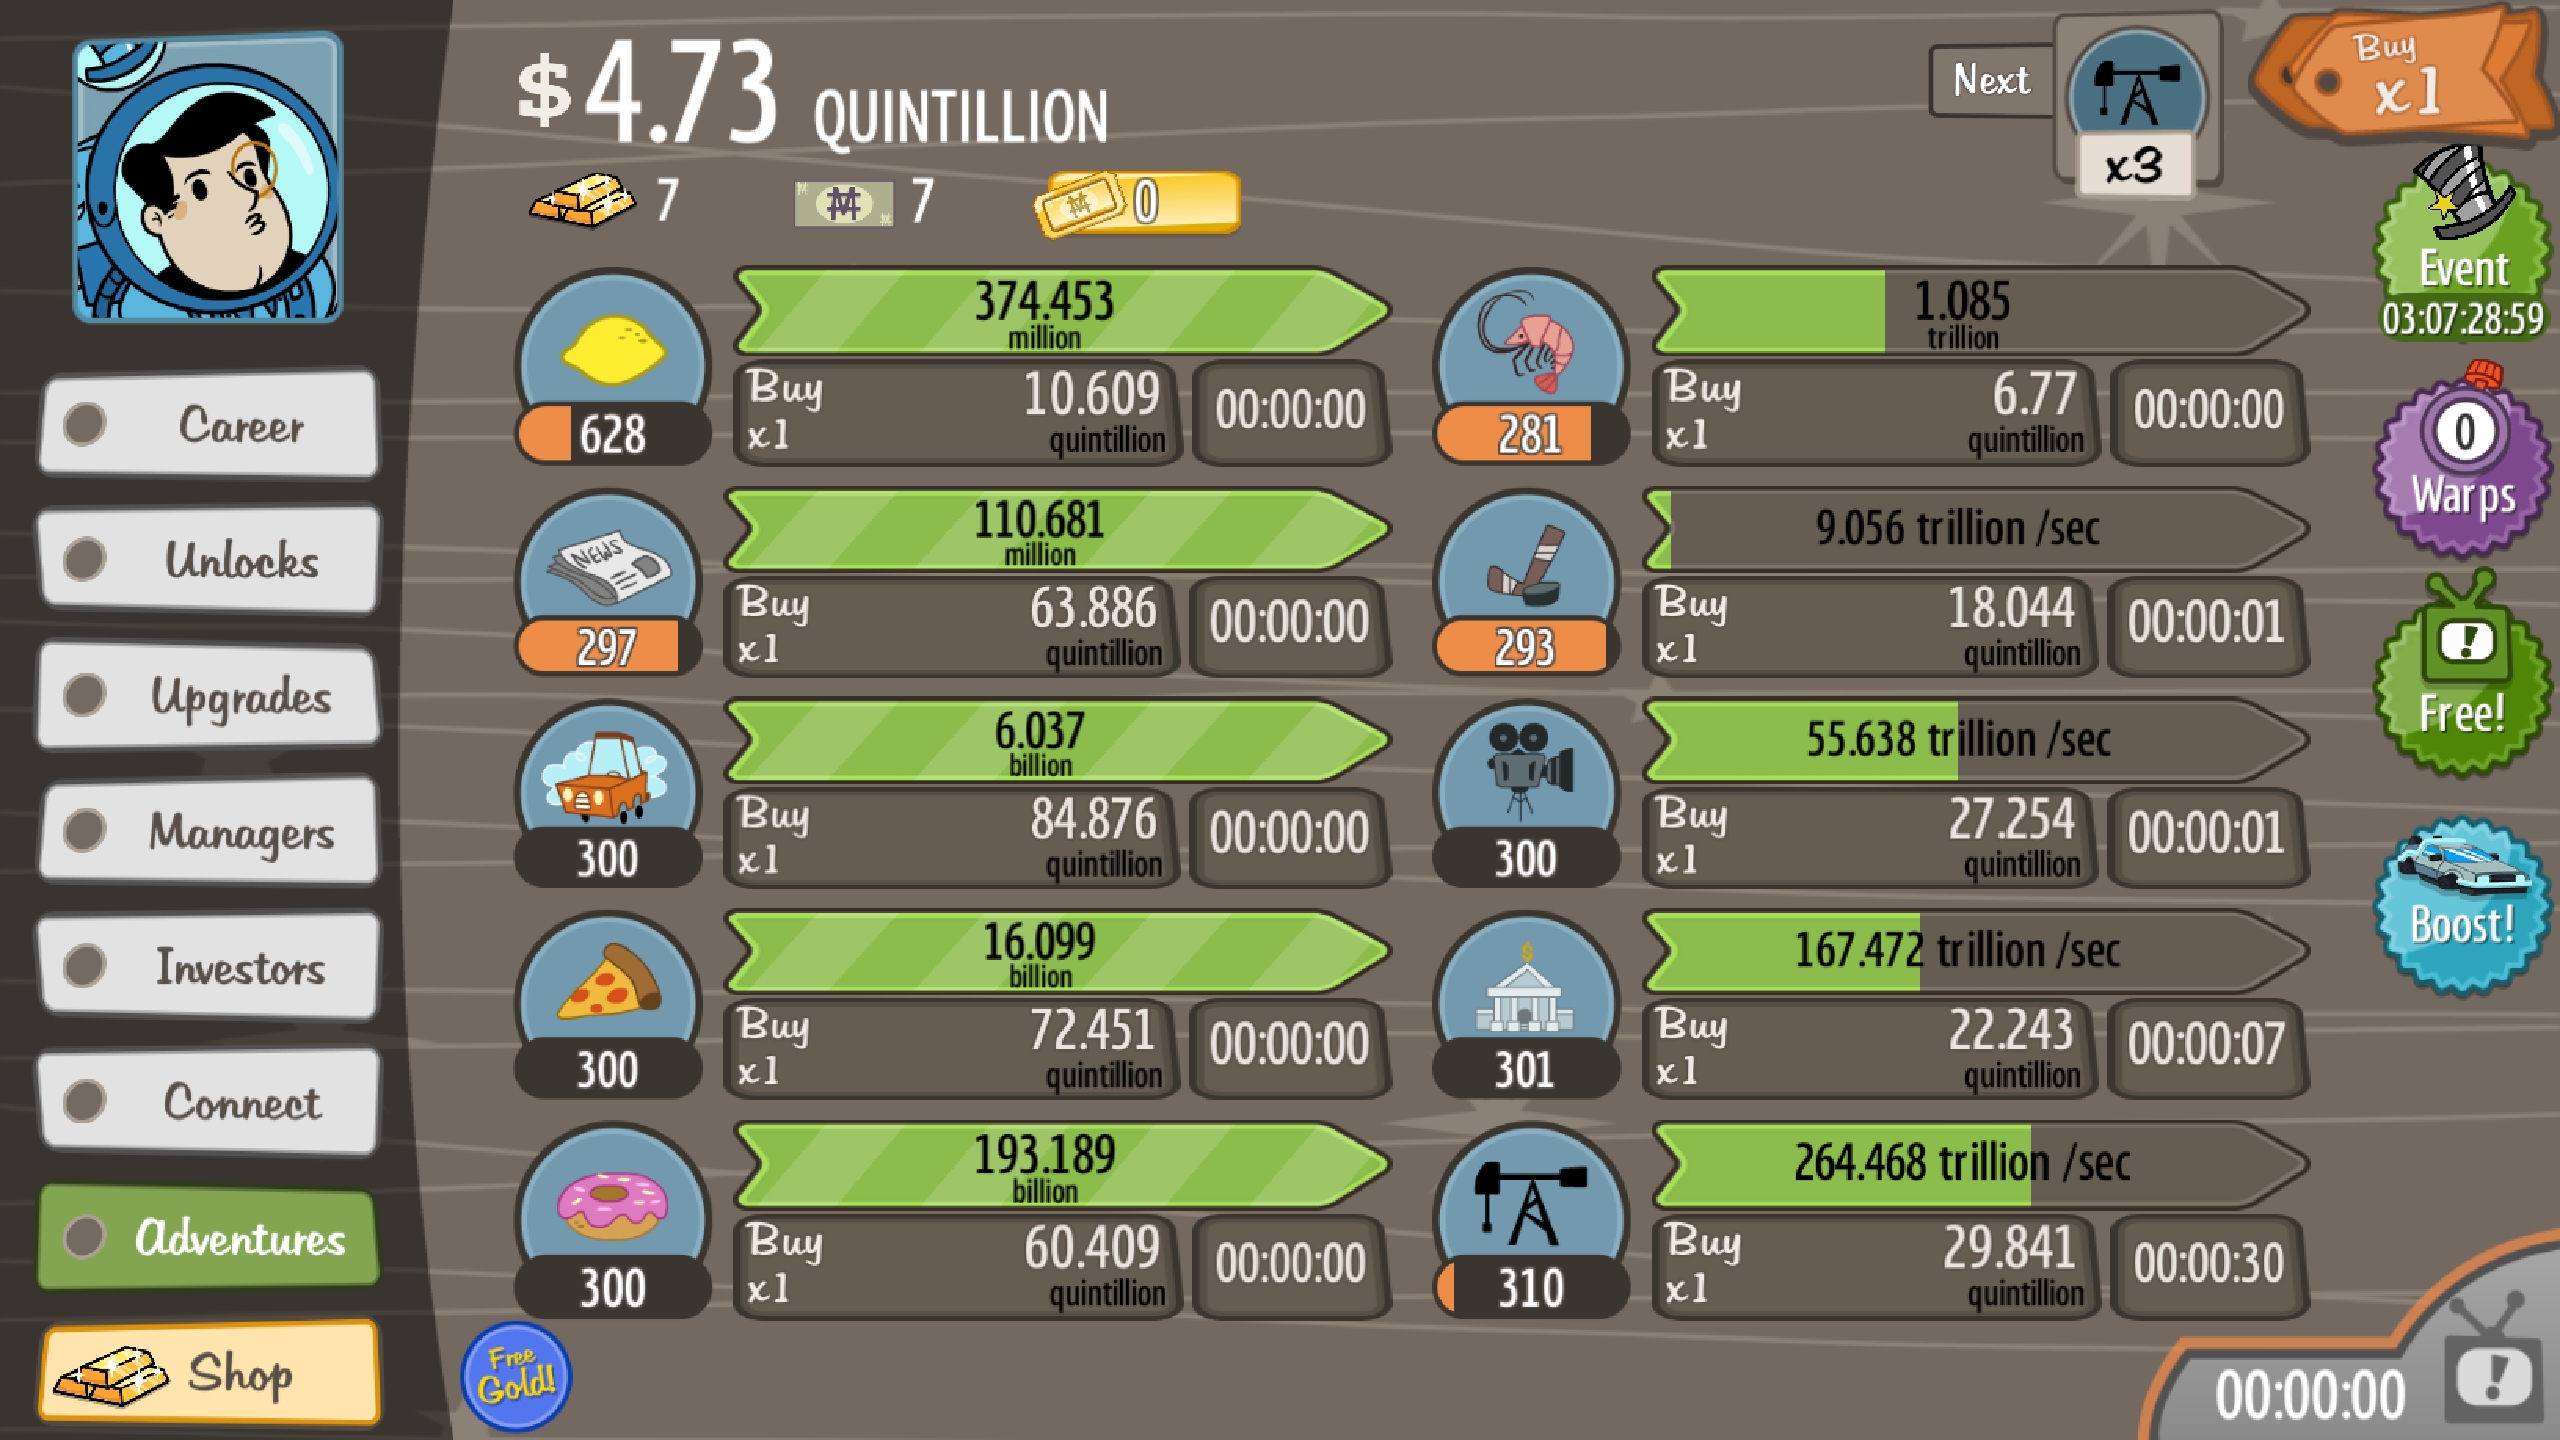 $4.73 QUINTILLION
7
7
0
Next
x3
Buy
x1
Event
03:07:28:59
0
Warps
!
Free!
Boost!
Career
Unlocks
Upgrades
Managers
Investors
Connect
Adventures
Shop
Free
Gold!
374.453
million
628
Buy
x1
10.609
quintillion
00:00:00
NEWS
110.681
million
297
Buy
x1
63.886
quintillion
00:00:00
6.037
billion
300
Buy
x1
84.876
quintillion
00:00:00
16.099
billion
300
Buy
x1
72.451
quintillion
00:00:00
193.189
billion
300
Buy
x1
60.409
quintillion
00:00:00
1.085
trillion
281
Buy
x1
6.77
quintillion
00:00:00
9.056 trillion /sec
293
Buy
x1
18.044
quintillion
00:00:01
55.638 trillion /sec
300
Buy
x1
27.254
quintillion
00:00:01
167.472 trillion /sec
301
Buy
x1
22.243
quintillion
00:00:07
264.468 trillion /sec
310
Buy
x1
29.841
quintillion
00:00:30
00:00:00
!